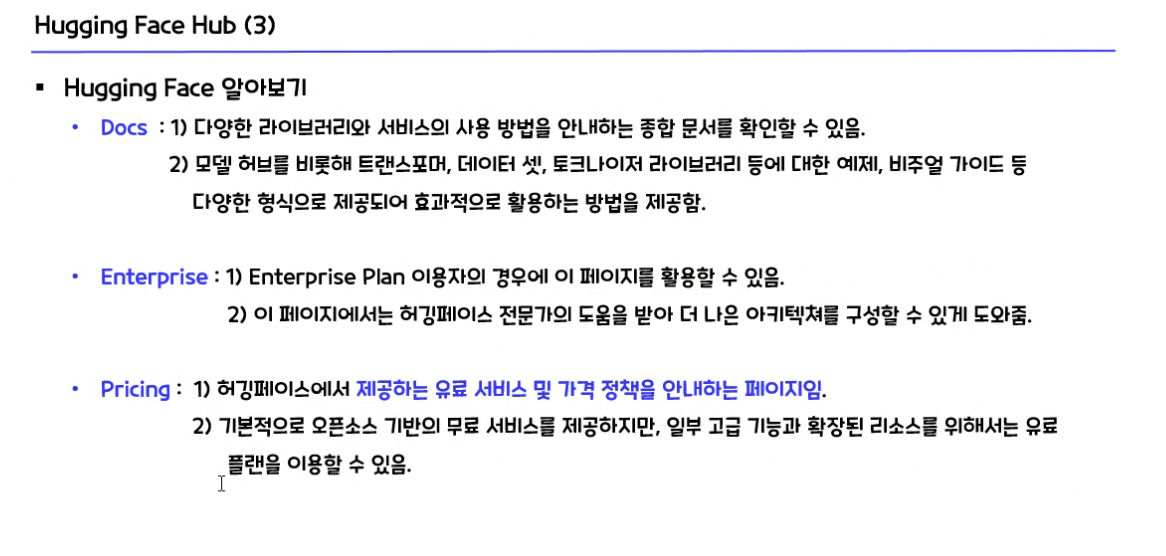 Hugging Face Hub (3)
▪ Hugging Face 알아보기
• Docs : 1) 다양한 라이브러리와 서비스의 사용 방법을 안내하는 종합 문서를 확인할 수 있음.
2) 모델 허브를 비롯해 트랜스포머, 데이터 셋, 토크나이저 라이브러리 등에 대한 예제, 비주얼 가이드 등
다양한 형식으로 제공되어 효과적으로 활용하는 방법을 제공함.
• Enterprise : 1) Enterprise Plan 이용자의 경우에 이 페이지를 활용할 수 있음.
2) 이 페이지에서는 허깅페이스 전문가의 도움을 받아 더 나은 아키텍쳐를 구성할 수 있게 도와줌.
• Pricing : 1) 허깅페이스에서 제공하는 유료 서비스 및 가격 정책을 안내하는 페이지임.
2) 기본적으로 오픈소스 기반의 무료 서비스를 제공하지만, 일부 고급 기능과 확장된 리소스를 위해서는 유료
플랜을 이용할 수 있음.